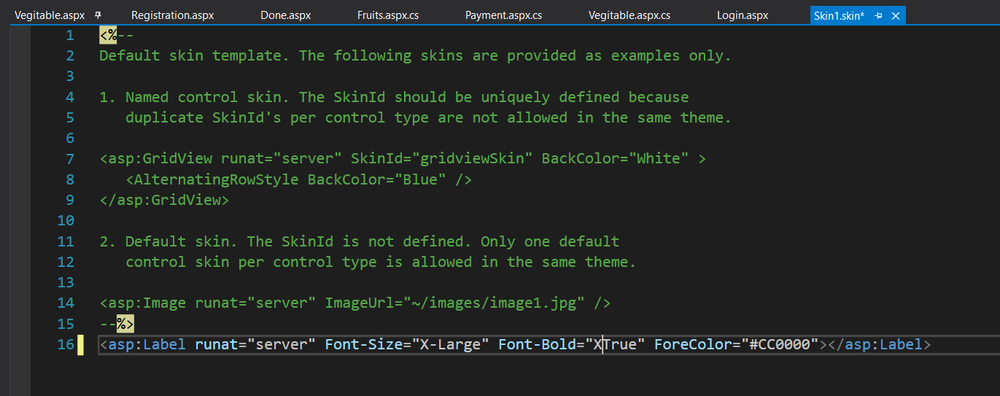 Vegitable.aspx Registration.aspx Done.aspx Fruits.aspx.cs Payment.aspx.cs Vegitable.aspx.cs Login.aspx Skin1.skin*
1 <%--
2 Default skin template. The following skins are provided as examples only.
3
4 1. Named control skin. The SkinId should be uniquely defined because
5 duplicate SkinId's per control type are not allowed in the same theme.
6
7 <asp:GridView runat="server" SkinId="gridviewSkin" BackColor="White" >
8 <AlternatingRowStyle BackColor="Blue" />
9 </asp:GridView>
10
11 2. Default skin. The SkinId is not defined. Only one default
12 control skin per control type is allowed in the same theme.
13
14 <asp:Image runat="server" ImageUrl="~/images/image1.jpg" />
15 --%>
16 <asp:Label runat="server" Font-Size="X-Large" Font-Bold="XTrue" ForeColor="#CC0000"></asp:Label>